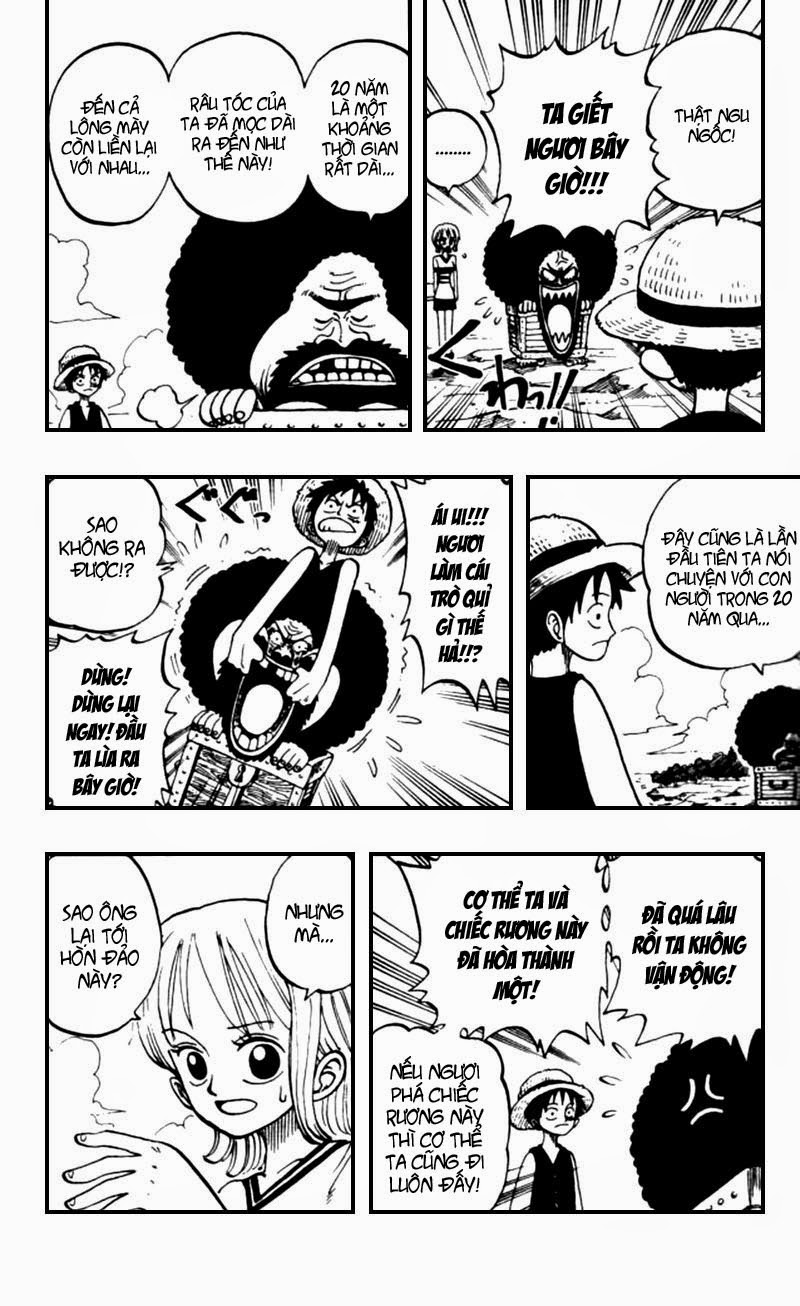 THẬT NGU
NGỐC!
TA GIẾT
NGƯƠI BÂY
GIỜ!!!
.........
くわっ!!
20 NĂM
LÀ MỘT
KHOẢNG
THỜI GIAN
RẤT DÀI...
RÂU TÓC CỦA
TA ĐÃ MỌC DÀI
RA ĐẾN NHƯ
THẾ NÀY!
ĐẾN CẢ
LÔNG MÀY
CÒN LIỀN LẠI
VỚI NHAU...
ĐÂY CŨNG LÀ LẦN
ĐẦU TIÊN TA NÓI
CHUYỆN VỚI CON
NGƯỜI TRONG 20
NĂM QUA...
ÁI UI!!!
NGƯƠI
LÀM CÁI
TRÒ QUỈ
GÌ THẾ
HẢ!!?
ぐぐっ
SAO
KHÔNG RA
ĐƯỢC!?
DỪNG!
DỪNG LẠI
NGAY! ĐẦU
TA LÌA RA
BÂY GIỜ!
ĐÃ QUÁ LÂU
RỒI TA KHÔNG
VẬN ĐỘNG!
CƠ THỂ TA VÀ
CHIẾC RƯƠNG NÀY
ĐÃ HÒA THÀNH
MỘT!
NẾU NGƯƠI
PHÁ CHIẾC
RƯƠNG NÀY
THÌ CƠ THỂ
TA CŨNG ĐI
LUÔN ĐẤY!
NHƯNG
MÀ...
SAO ÔNG
LẠI TỚI
HÒN ĐẢO
NÀY?